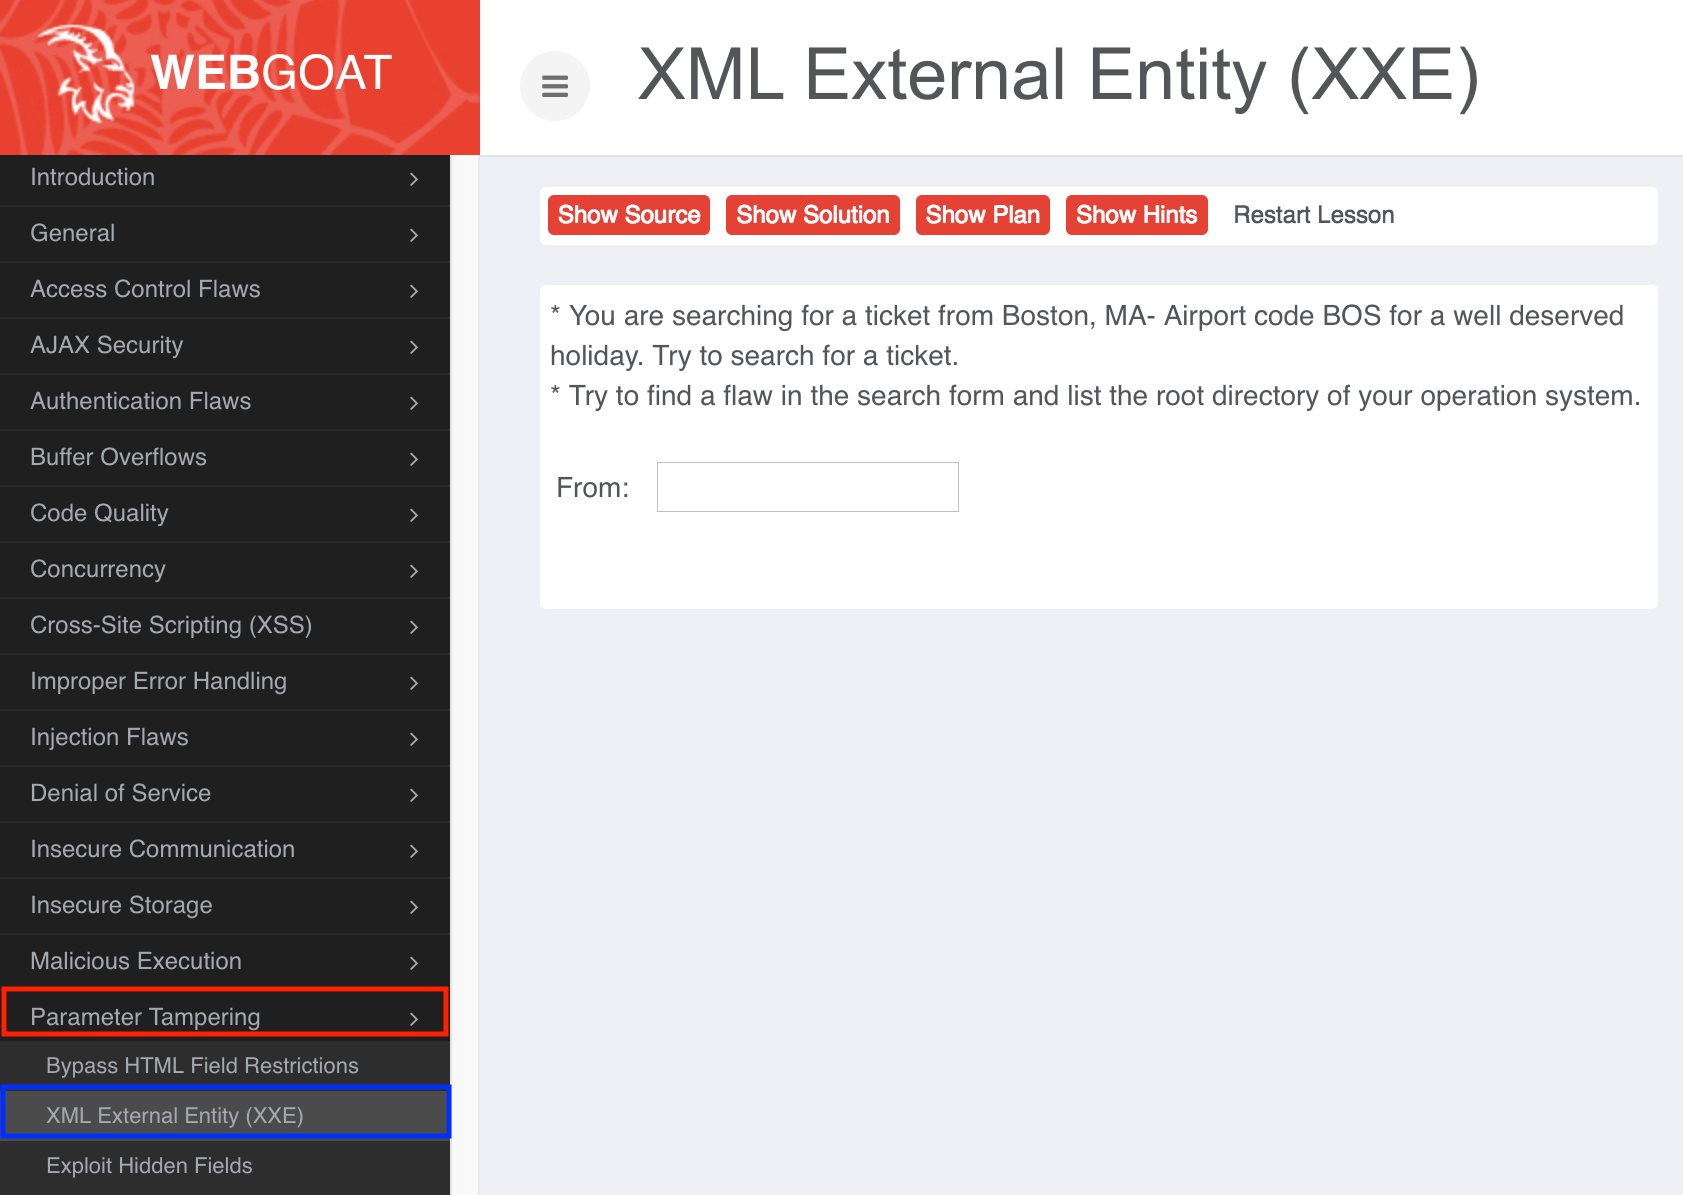 WEBGOAT
XML External Entity (XXE)
Introduction
General
Access Control Flaws
AJAX Security
Authentication Flaws
Buffer Overflows
Code Quality
Concurrency
Cross-Site Scripting (XSS)
Improper Error Handling
Injection Flaws
Denial of Service
Insecure Communication
Insecure Storage
Malicious Execution
Parameter Tampering
Bypass HTML Field Restrictions
XML External Entity (XXE)
Exploit Hidden Fields
Show Source Show Solution Show Plan Show Hints Restart Lesson
* You are searching for a ticket from Boston, MA- Airport code BOS for a well deserved
holiday. Try to search for a ticket.
* Try to find a flaw in the search form and list the root directory of your operation system.
From: